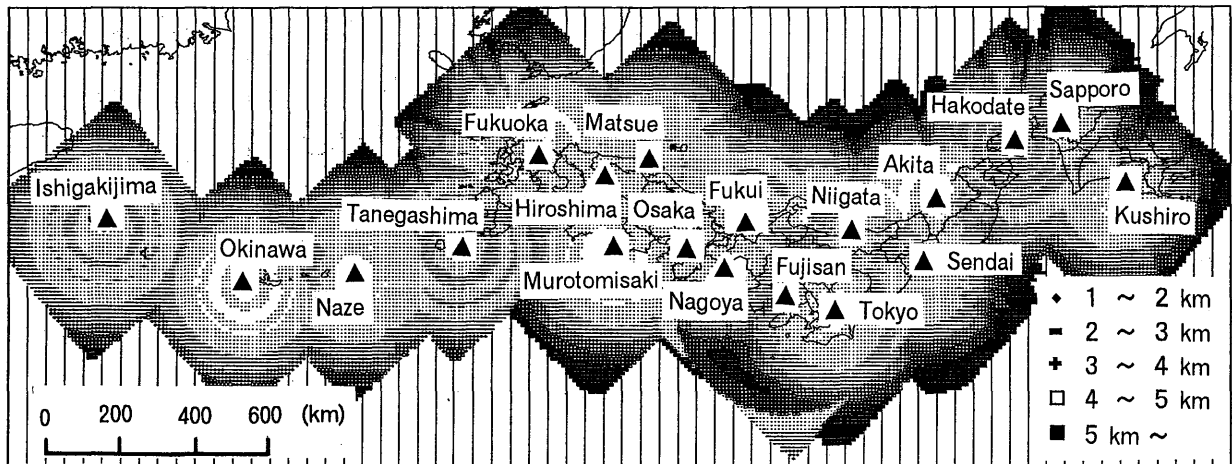 Sapporo
Hakodate
Fukuoka
Matsue
Akita
Ishigakijima
Fukui
Niigata
Kushiro
Tanegashima
Hiroshima
Osaka
Okinawa
Murotomisaki
Fujisan
Sendai
Naze
Nagoya
Tokyo
1 ~ 2 km
2 ~ 3 km
3 ~ 4 km
4 ~ 5 km
5 km ~
0 200 400 600 (km)